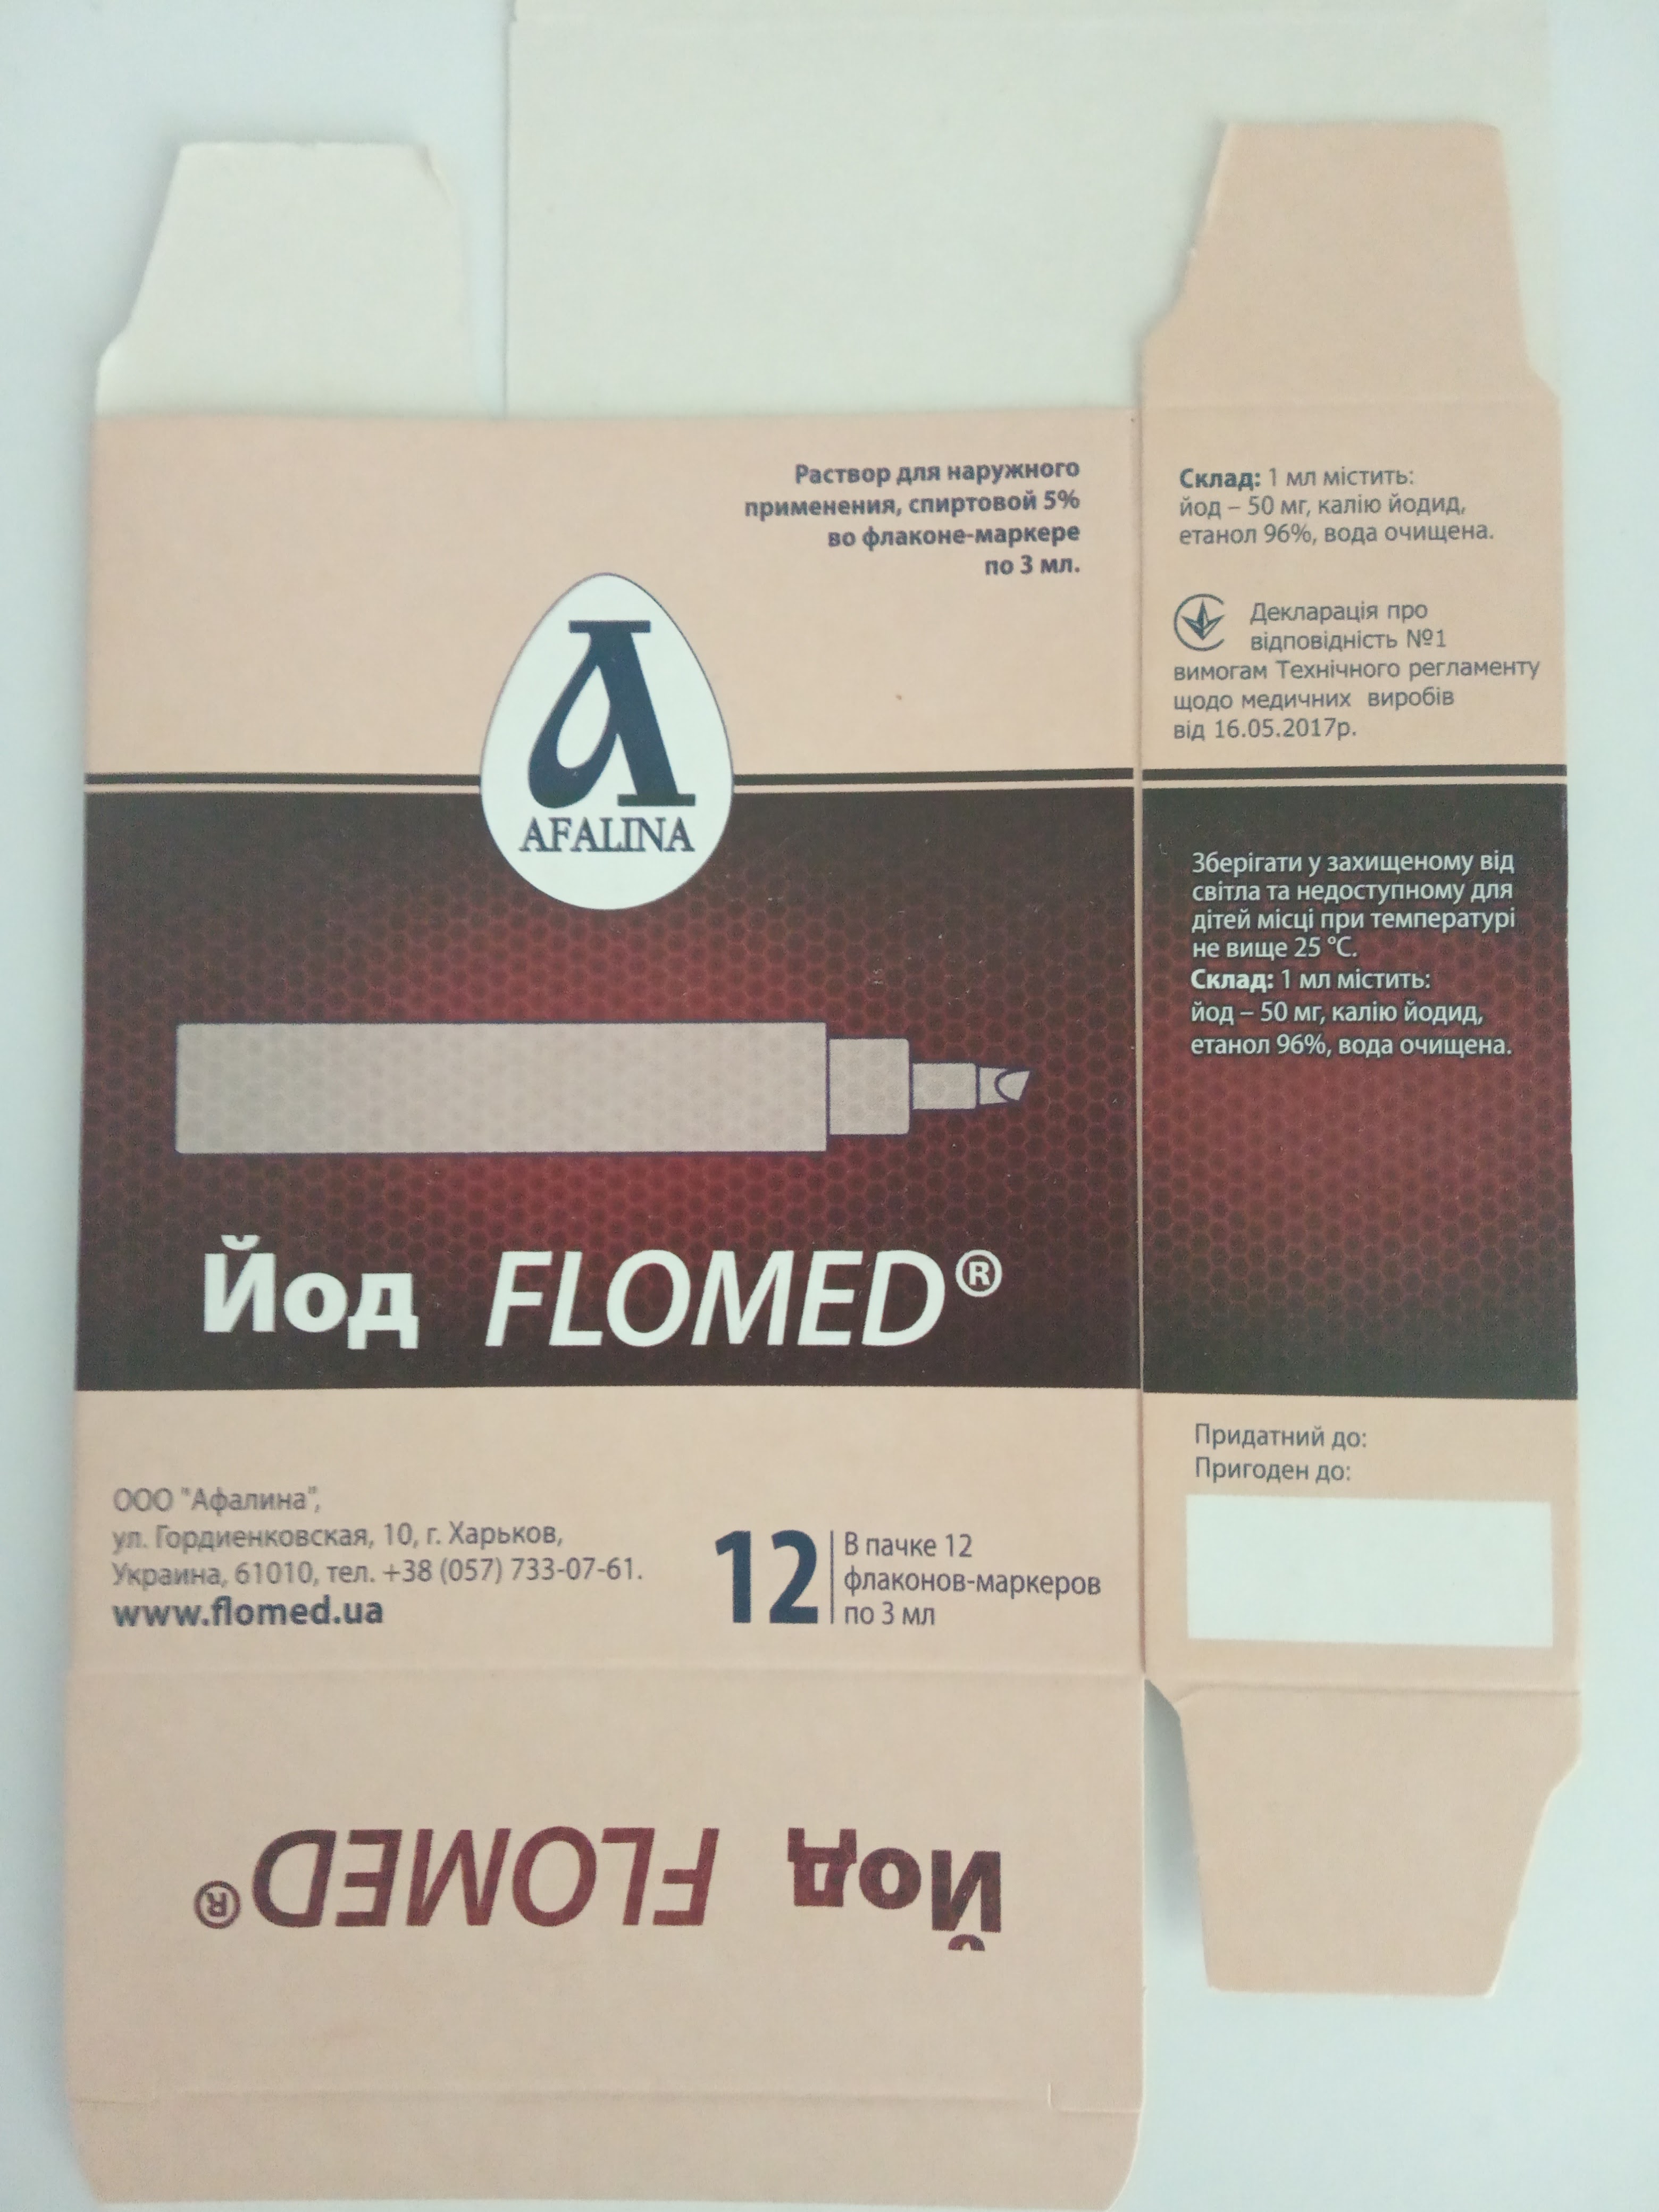 Раствор для наружного
применения, спиртовой 5%
во флаконе-маркере
по 3 мл.
A
AFALINA
Йод FLOMED®
ООО "Афалина",
ул. Гордиенковская, 10, г. Харьков,
Украина, 61010, тел. +38 (057) 733-07-61.
www.flomed.ua
12
В пачке 12
флаконов-маркеров
по 3 мл
Йод FLOMED®
Склад: 1 мл містить:
йод – 50 мг, калію йодид,
етанол 96%, вода очищена.
Декларація про
відповідність №1
вимогам Технічного регламенту
щодо медичних виробів
від 16.05.2017р.
Зберігати у захищеному від
світла та недоступному для
дітей місці при температурі
не вище 25 °С.
Склад: 1 мл містить:
йод – 50 мг, калію йодид,
етанол 96%, вода очищена.
Придатний до:
Пригоден до: